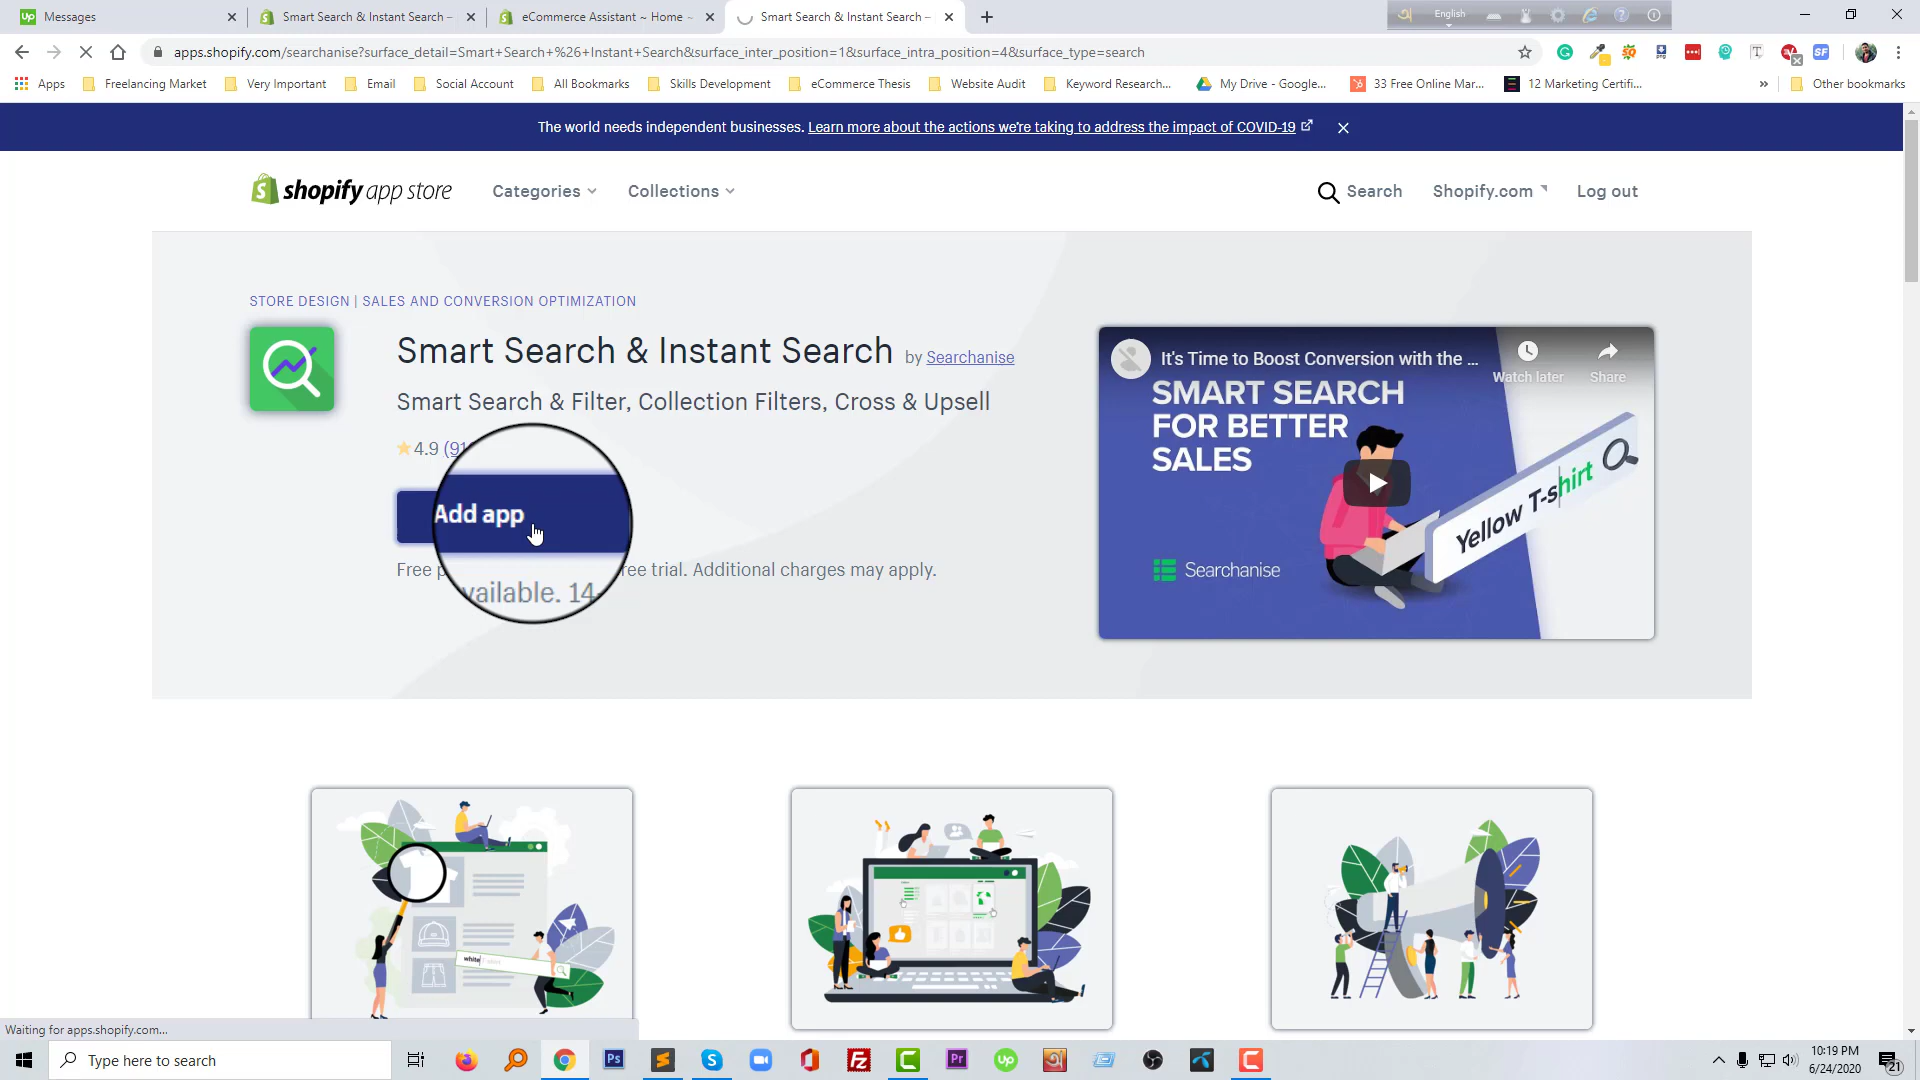 Messages
Smart Search & Instant Search –
eCommerce Assistant ~ Home ~
Smart Search & Instant Search –
English
apps.shopify.com/searchanise?surface_detail=Smart+Search+%26+Instant+Search&surface_inter_position=1&surface_intra_position=4&surface_type=search
Apps
Freelancing Market
Very Important
Email
Social Account
All Bookmarks
Skills Development
eCommerce Thesis
Website Audit
Keyword Research...
My Drive - Google...
33 Free Online Mar...
12 Marketing Certifi...
Other bookmarks
The world needs independent businesses. Learn more about the actions we're taking to address the impact of COVID-19
shopify app store
Categories
Collections
Search
Shopify.com
Log out
STORE DESIGN | SALES AND CONVERSION OPTIMIZATION
Smart Search & Instant Search by Searchanise
Smart Search & Filter, Collection Filters, Cross & Upsell
4.9
Add app
Free
free trial. Additional charges may apply.
available. 14-
It's Time to Boost Conversion with the ...
Watch later
Share
SMART SEARCH
FOR BETTER
SALES
Yellow T-shirt
Searchanise
white
Waiting for apps.shopify.com...
Type here to search
10:19 PM
6/24/2020
21